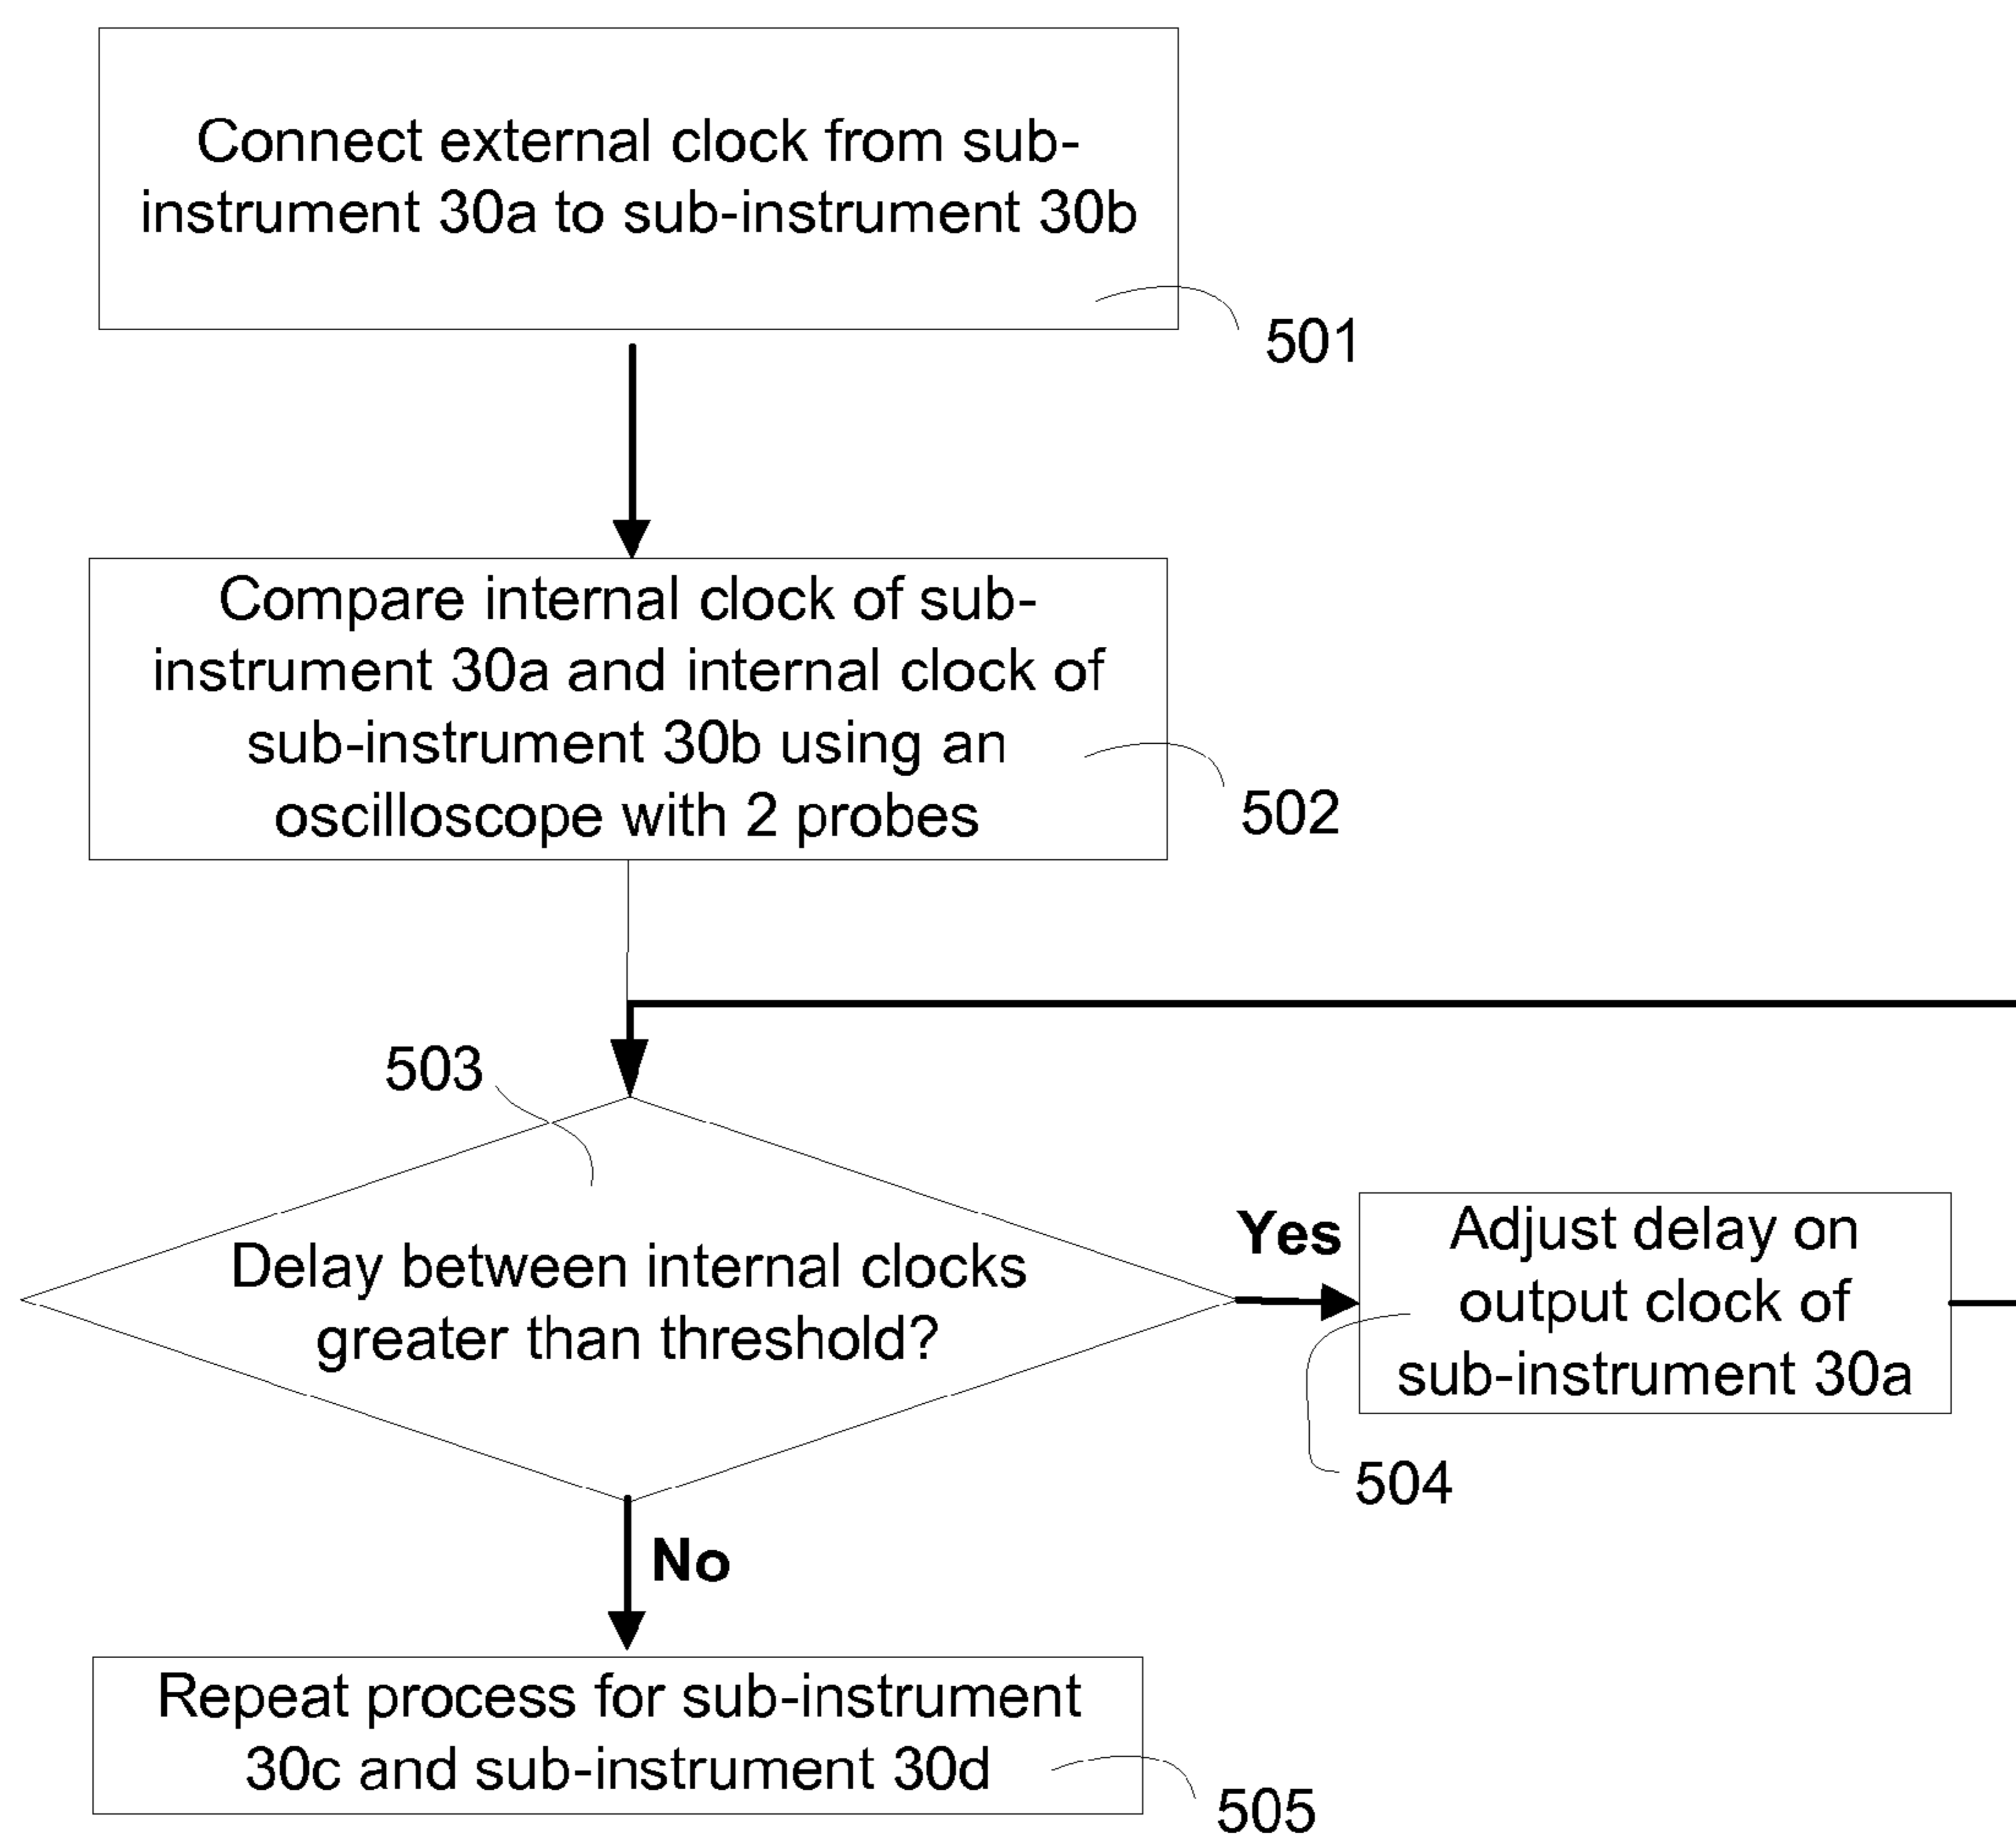 Connect external clock from sub-
instrument 30a to sub-instrument 30b
501
Compare internal clock of sub-
instrument 30a and internal clock of
sub-instrument 30b using an
oscilloscope with 2 probes
502
503
Delay between internal clocks
greater than threshold?
Yes
Adjust delay on
output clock of
sub-instrument 30a
504
No
Repeat process for sub-instrument
30c and sub-instrument 30d
505